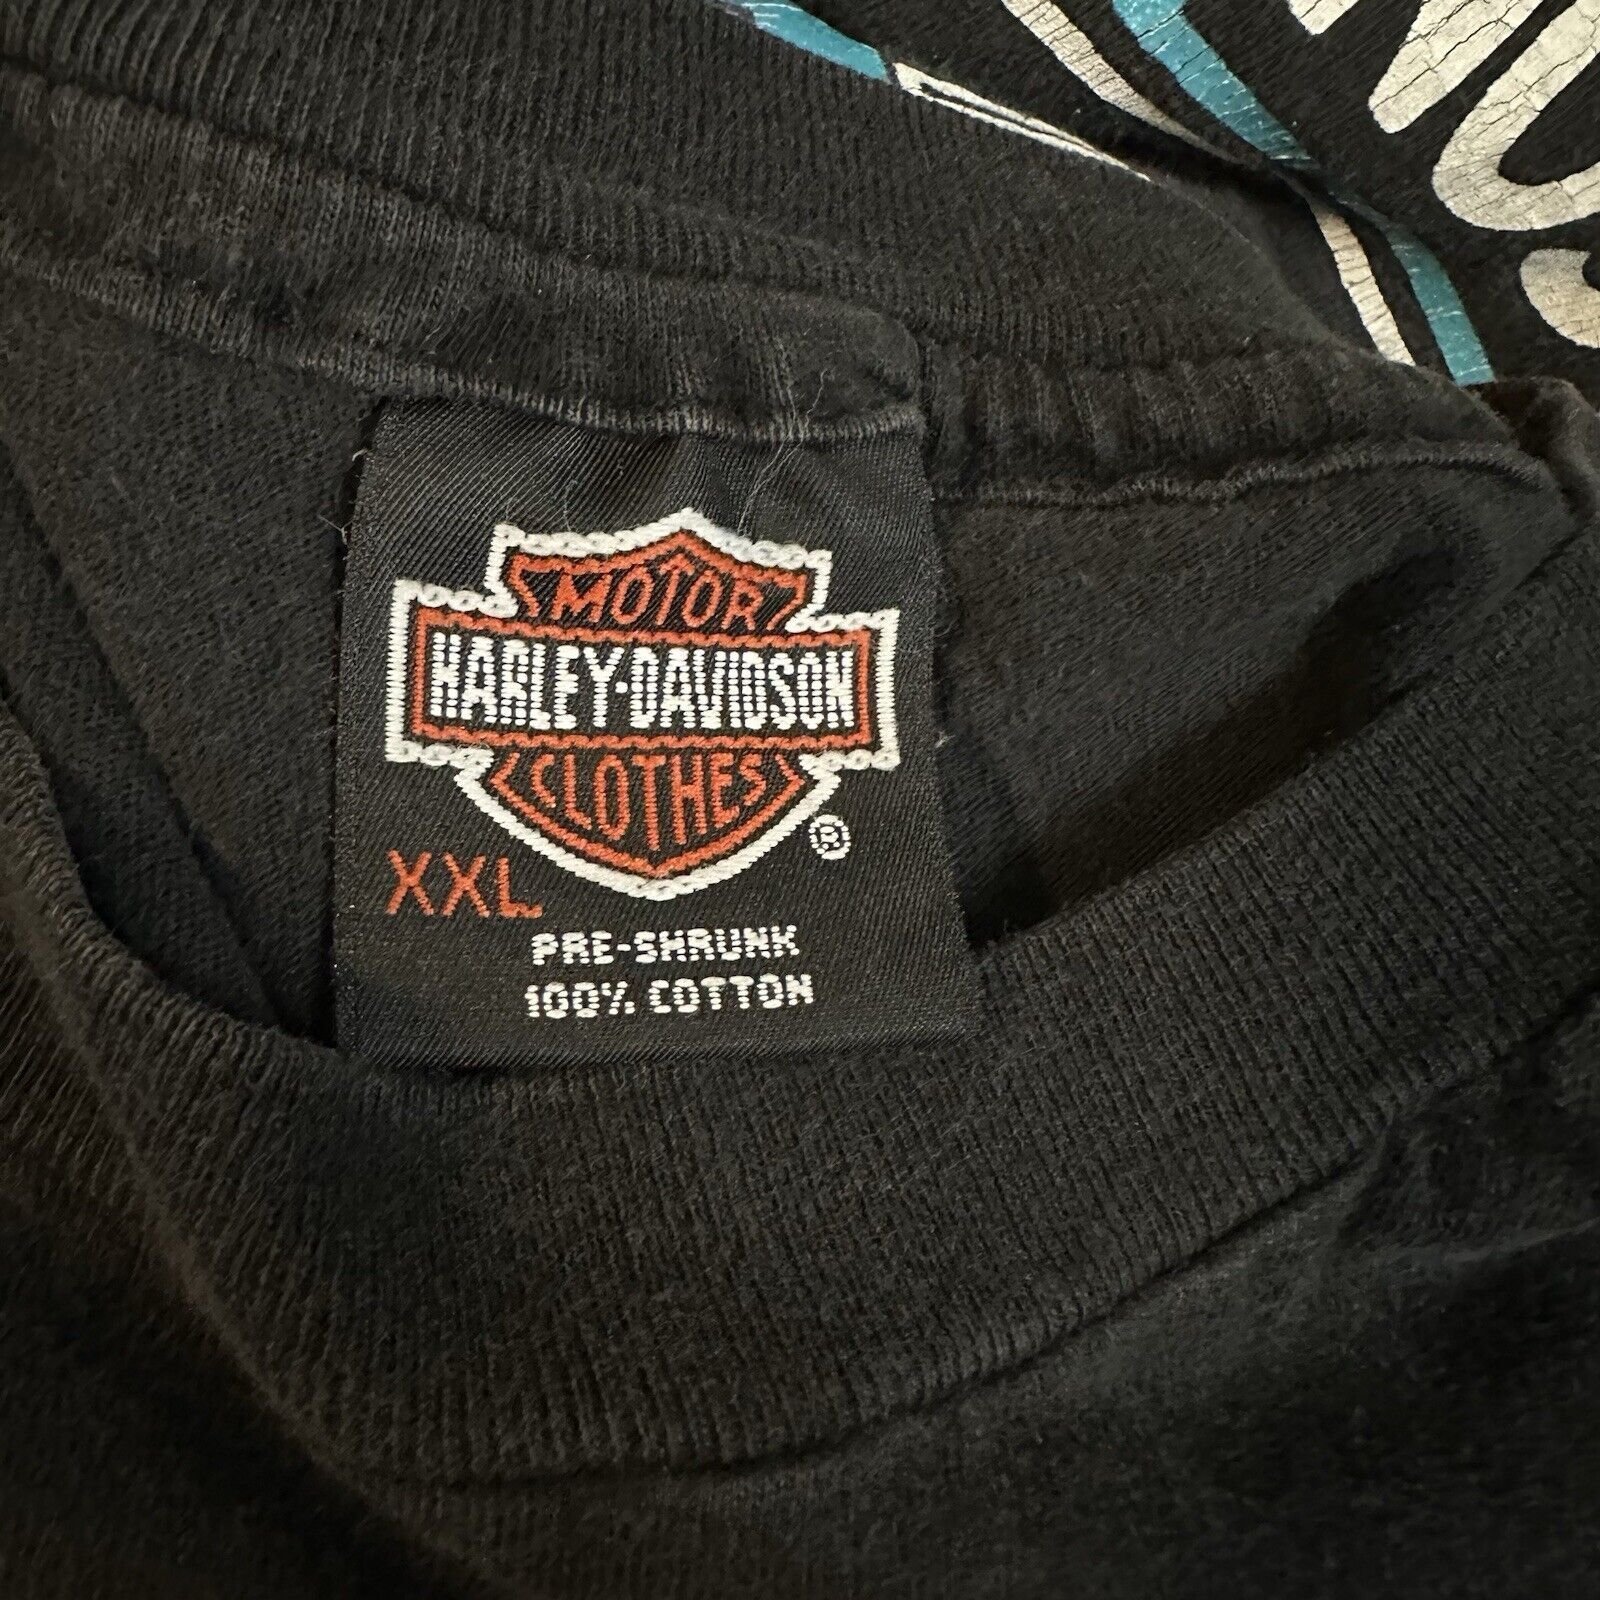 MOTOR
HARLEY-DAVIDSON
CLOTHES
®
XXL
PRE-SHRUNK
100% COTTON